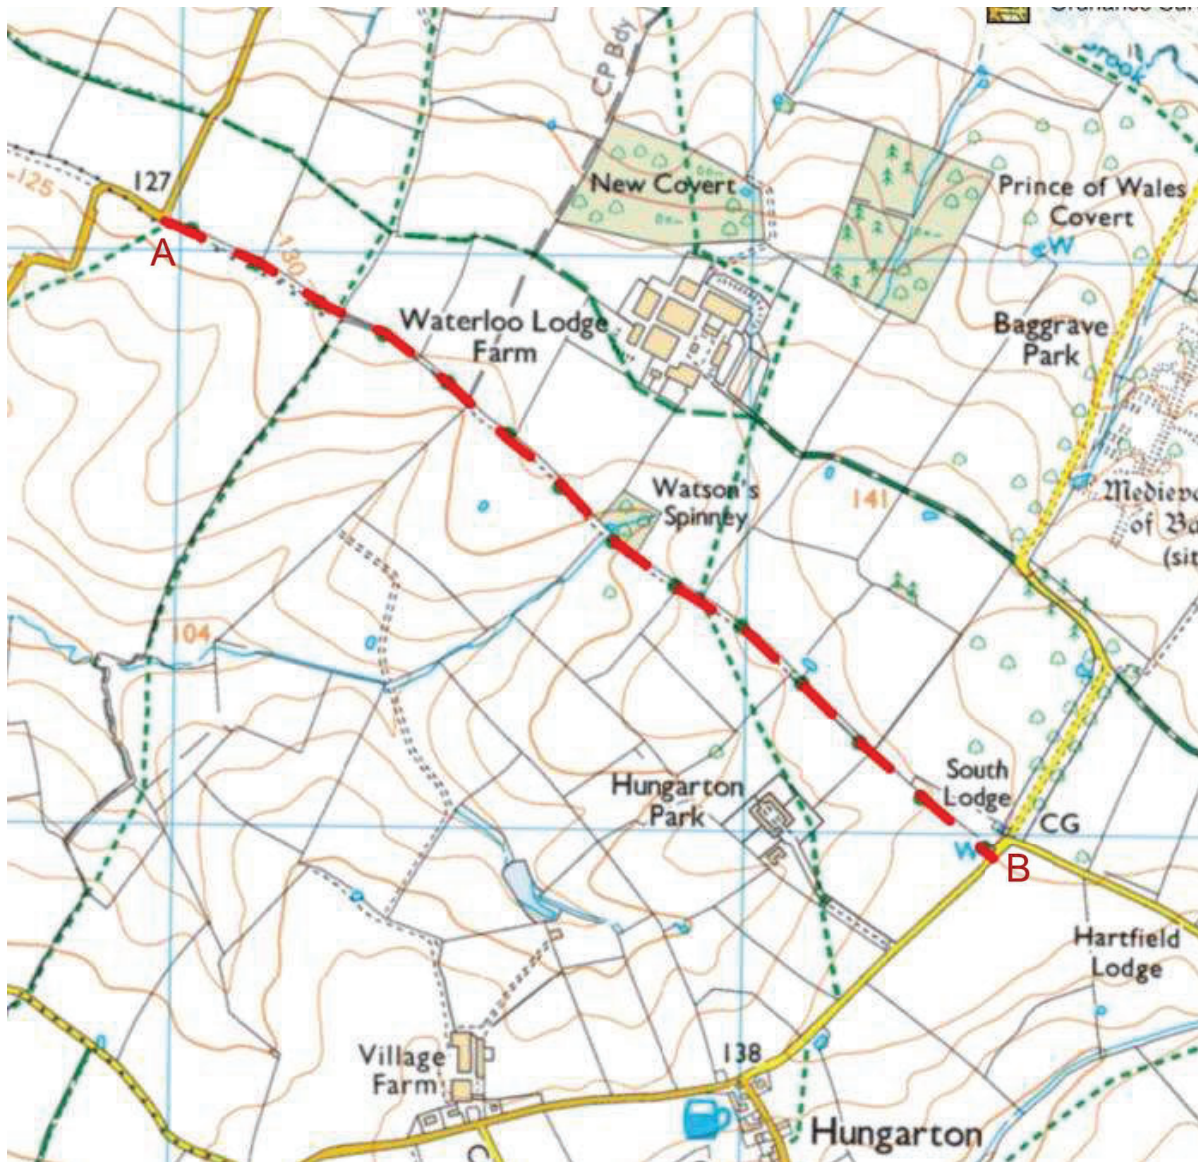 CP Bdy
Brook
127
125
A
130
New Covert
Prince of Wales
Covert
W
Waterloo Lodge
Farm
Baggrave
Park
Watson's
Spinney
141
104
Hungarton
Park
South
Lodge
CG
W
B
Hartfield
Lodge
Village
Farm
138
Hungarton